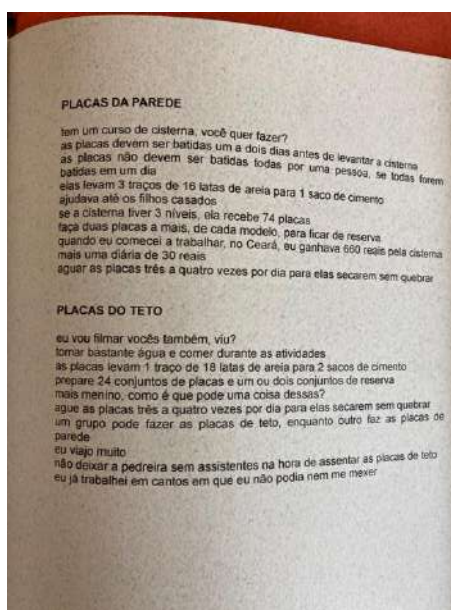 PLACAS DA PAREDE
tem um curso de cisterna, você quer fazer?
as placas devem ser batidas um a dois dias antes de levantar a cisterna
as placas não devem ser batidas todas por uma pessoa, se todas forem
batidas em um dia
elas levam 3 traços de 16 latas de areia para 1 saco de cimento
ajudava até os filhos casados
se a cisterna tiver 3 níveis, ela recebe 74 placas
faça duas placas a mais, de cada modelo, para ficar de reserva
quando eu comecei a trabalhar, no Ceará, eu ganhava 660 reais pela cisterna
mais uma diária de 30 reais
aguar as placas três a quatro vezes por dia para elas secarem sem quebrar
PLACAS DO TETO
eu vou filmar vocês também, viu?
tomar bastante água e comer durante as atividades
as placas levam 1 traço de 18 latas de areia para 2 sacos de cimento
prepare 24 conjuntos de placas e um ou dois conjuntos de reserva
mais menino, como é que pode uma coisa dessas?
ague as placas três a quatro vezes por dia para elas secarem sem quebrar
um grupo pode fazer as placas de teto, enquanto outro faz as placas de
parede
eu viajo muito
não deixar a pedreira sem assistentes na hora de assentar as placas de teto
eu já trabalhei em cantos em que eu não podia nem me mexer